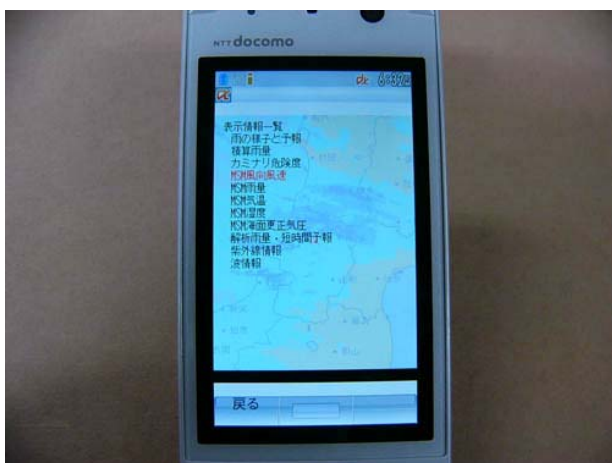 NTT docomo
表示情報一覧
雨の様子と予報
積算雨量
カミナリ危険度
MSM風向風速
MSM雨量
MSM気温
MSM湿度
MSM海面更正気圧
解析雨量・短時間予報
紫外線情報
波情報
戻る